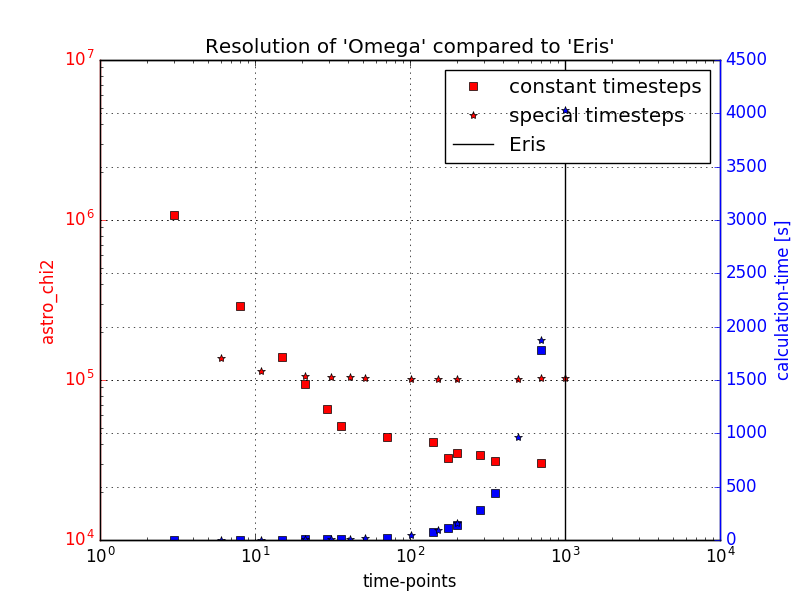 Resolution of 'Omega' compared to 'Eris'
10^7
10^6
10^5
10^4
astro_chi2
constant timesteps
special timesteps
Eris
4500
4000
3500
3000
2500
2000
1500
1000
500
0
calculation-time [s]
10^0 10^1 10^2 10^3 10^4
time-points